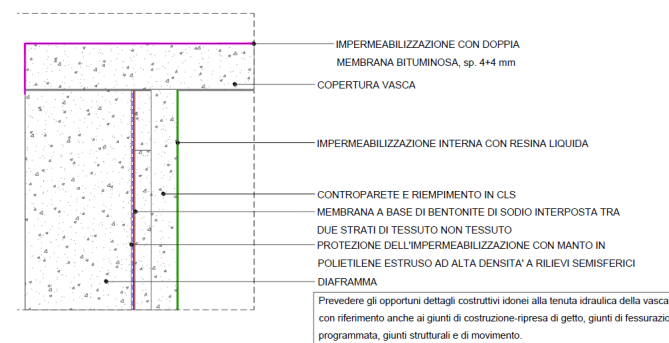 IMPERMEABILIZZAZIONE CON DOPPIA
MEMBRANA BITUMINOSA, sp. 4+4 mm
COPERTURA VASCA
IMPERMEABILIZZAZIONE INTERNA CON RESINA LIQUIDA
CONTROPARETE E RIEMPIMENTO IN CLS
MEMBRANA A BASE DI BENTONITE DI SODIO INTERPOSTA TRA
DUE STRATI DI TESSUTO NON TESSUTO
PROTEZIONE DELL'IMPERMEABILIZZAZIONE CON MANTO IN
POLIETILENE ESTRUSO AD ALTA DENSITA' A RILIEVI SEMISFERICI
DIAFRAMMA
Prevedere gli opportuni dettagli costruttivi idonei alla tenuta idraulica della vasca
con riferimento anche ai giunti di costruzione-ripresa di getto, giunti di
programmata, giunti strutturali e di movimento.